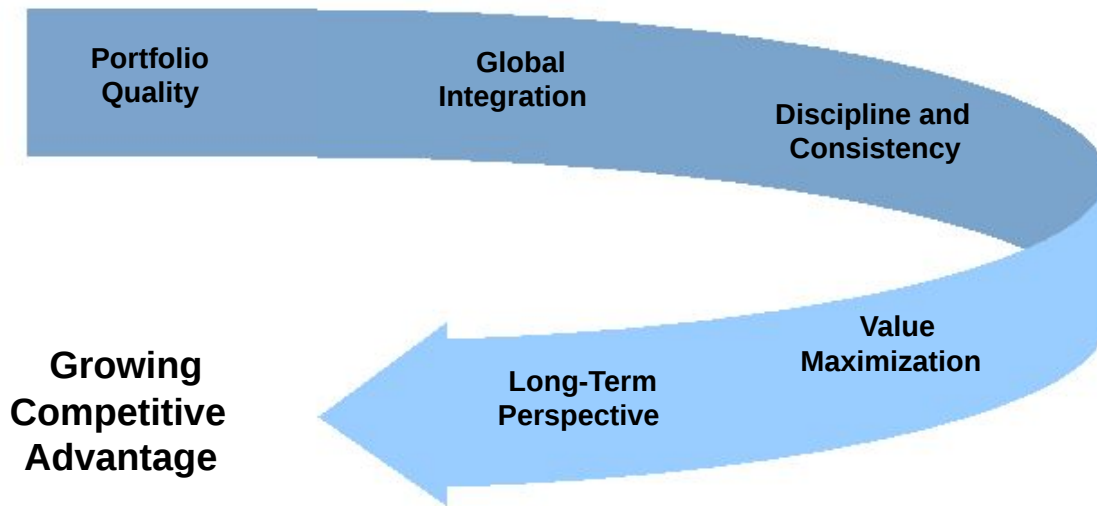 Portfolio
Quality
Global
Integration
Discipline and
Consistency
Value
Maximization
Long-Term
Perspective
Growing
Competitive
Advantage